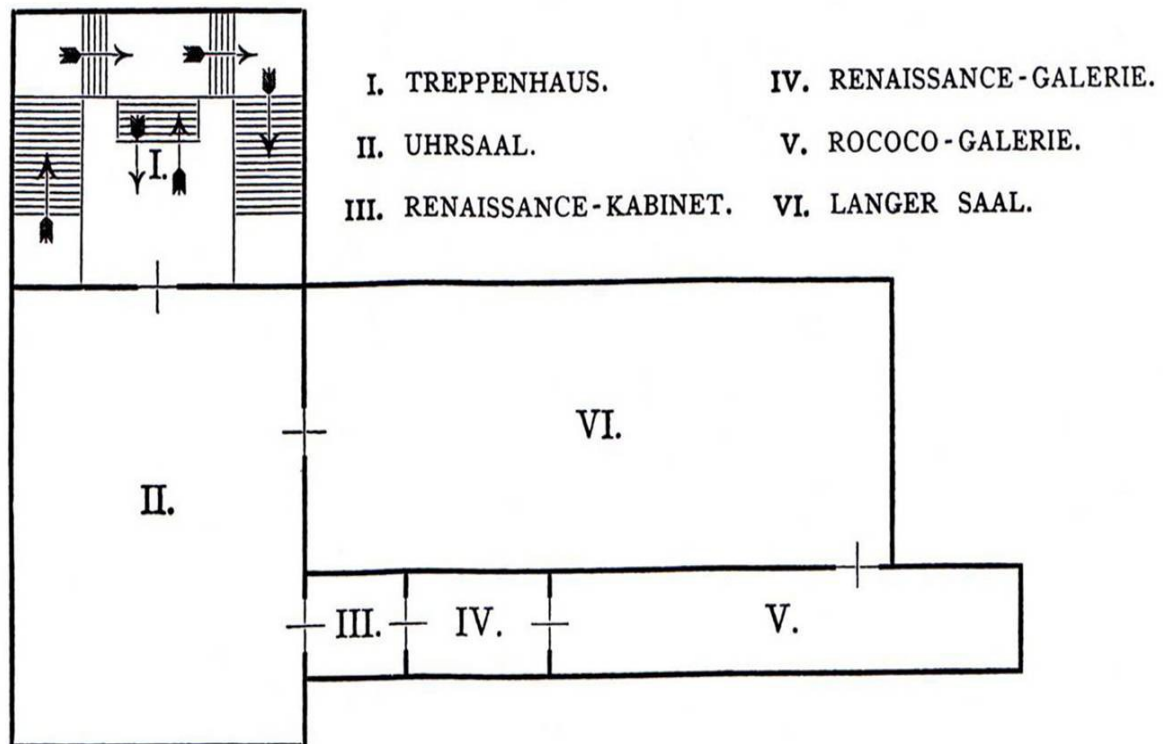 I. TREPPENHAUS.
II. UHRSAAL.
III. RENAISSANCE-KABINET.
IV. RENAISSANCE-GALERIE.
V. ROCOCO-GALERIE.
VI. LANGER SAAL.
I.
VI.
II.
III.
IV.
V.